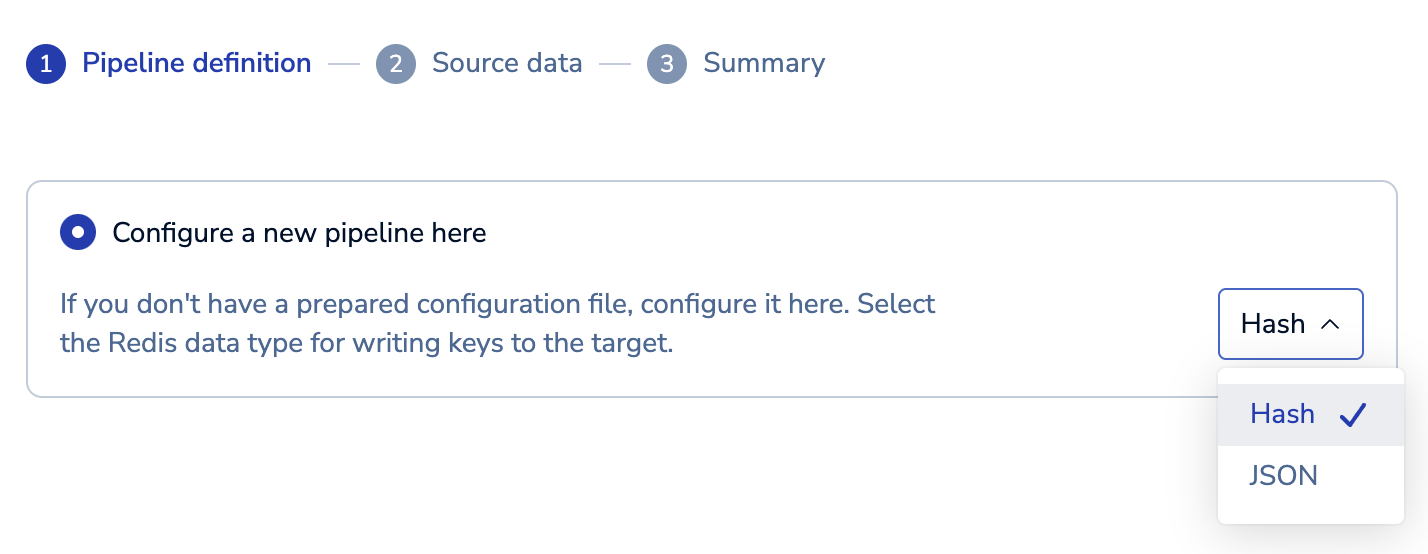 1 Pipeline definition 2 Source data 3 Summary
Configure a new pipeline here
If you don't have a prepared configuration file, configure it here. Select
the Redis data type for writing keys to the target.
Hash
Hash
JSON